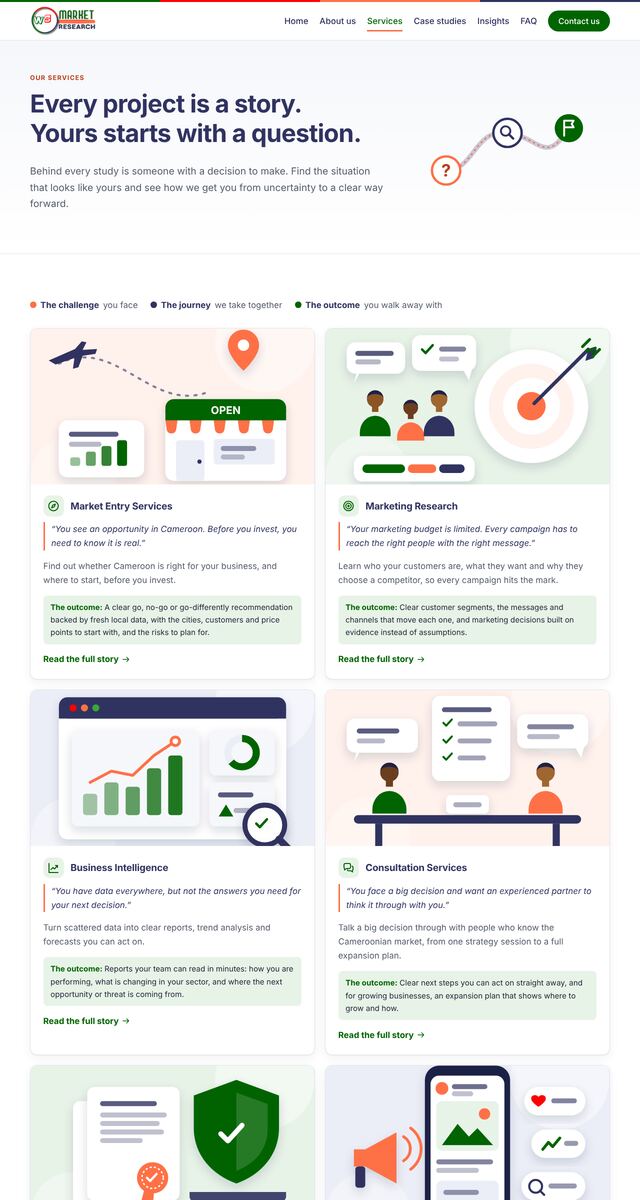 WG MARKET
RESEARCH
Home About us Services Case studies Insights FAQ Contact us
OUR SERVICES
Every project is a story.
Yours starts with a question.
Behind every study is someone with a decision to make. Find the situation
that looks like yours and see how we get you from uncertainty to a clear way
forward.
?
The challenge you face The journey we take together The outcome you walk away with
OPEN
Market Entry Services
“You see an opportunity in Cameroon. Before you invest, you
need to know it is real.”
Find out whether Cameroon is right for your business, and
where to start, before you invest.
The outcome: A clear go, no-go or go-differently recommendation
backed by fresh local data, with the cities, customers and price
points to start with, and the risks to plan for.
Read the full story →
Marketing Research
“Your marketing budget is limited. Every campaign has to
reach the right people with the right message.”
Learn who your customers are, what they want and why they
choose a competitor, so every campaign hits the mark.
The outcome: Clear customer segments, the messages and
channels that move each one, and marketing decisions built on
evidence instead of assumptions.
Read the full story →
Business Intelligence
“You have data everywhere, but not the answers you need for
your next decision.”
Turn scattered data into clear reports, trend analysis and
forecasts you can act on.
The outcome: Reports your team can read in minutes: how you are
performing, what is changing in your sector, and where the next
opportunity or threat is coming from.
Read the full story →
Consultation Services
“You face a big decision and want an experienced partner to
think it through with you.”
Talk a big decision through with people who know the
Cameroonian market, from one strategy session to a full
expansion plan.
The outcome: Clear next steps you can act on straight away, and
for growing businesses, an expansion plan that shows where to
grow and how.
Read the full story →